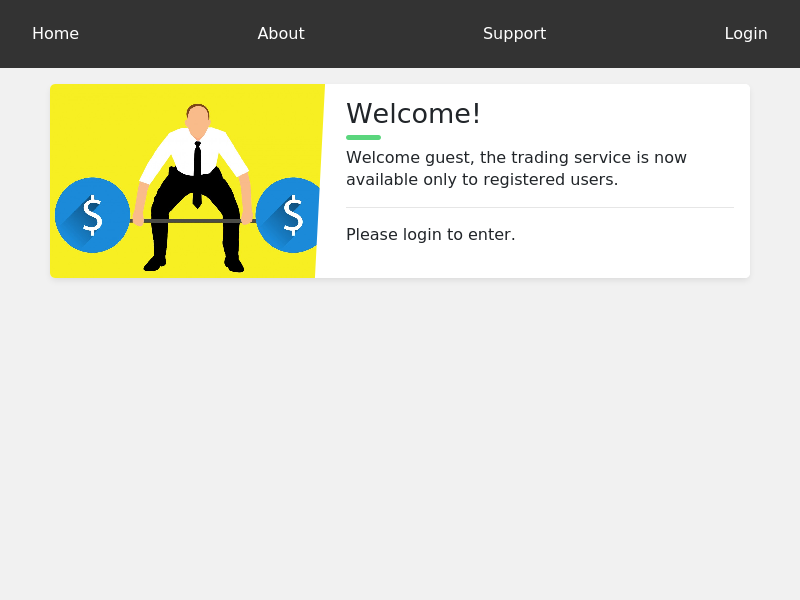 Home About Support Login
Welcome!
Welcome guest, the trading service is now
available only to registered users.
Please login to enter.
$ $